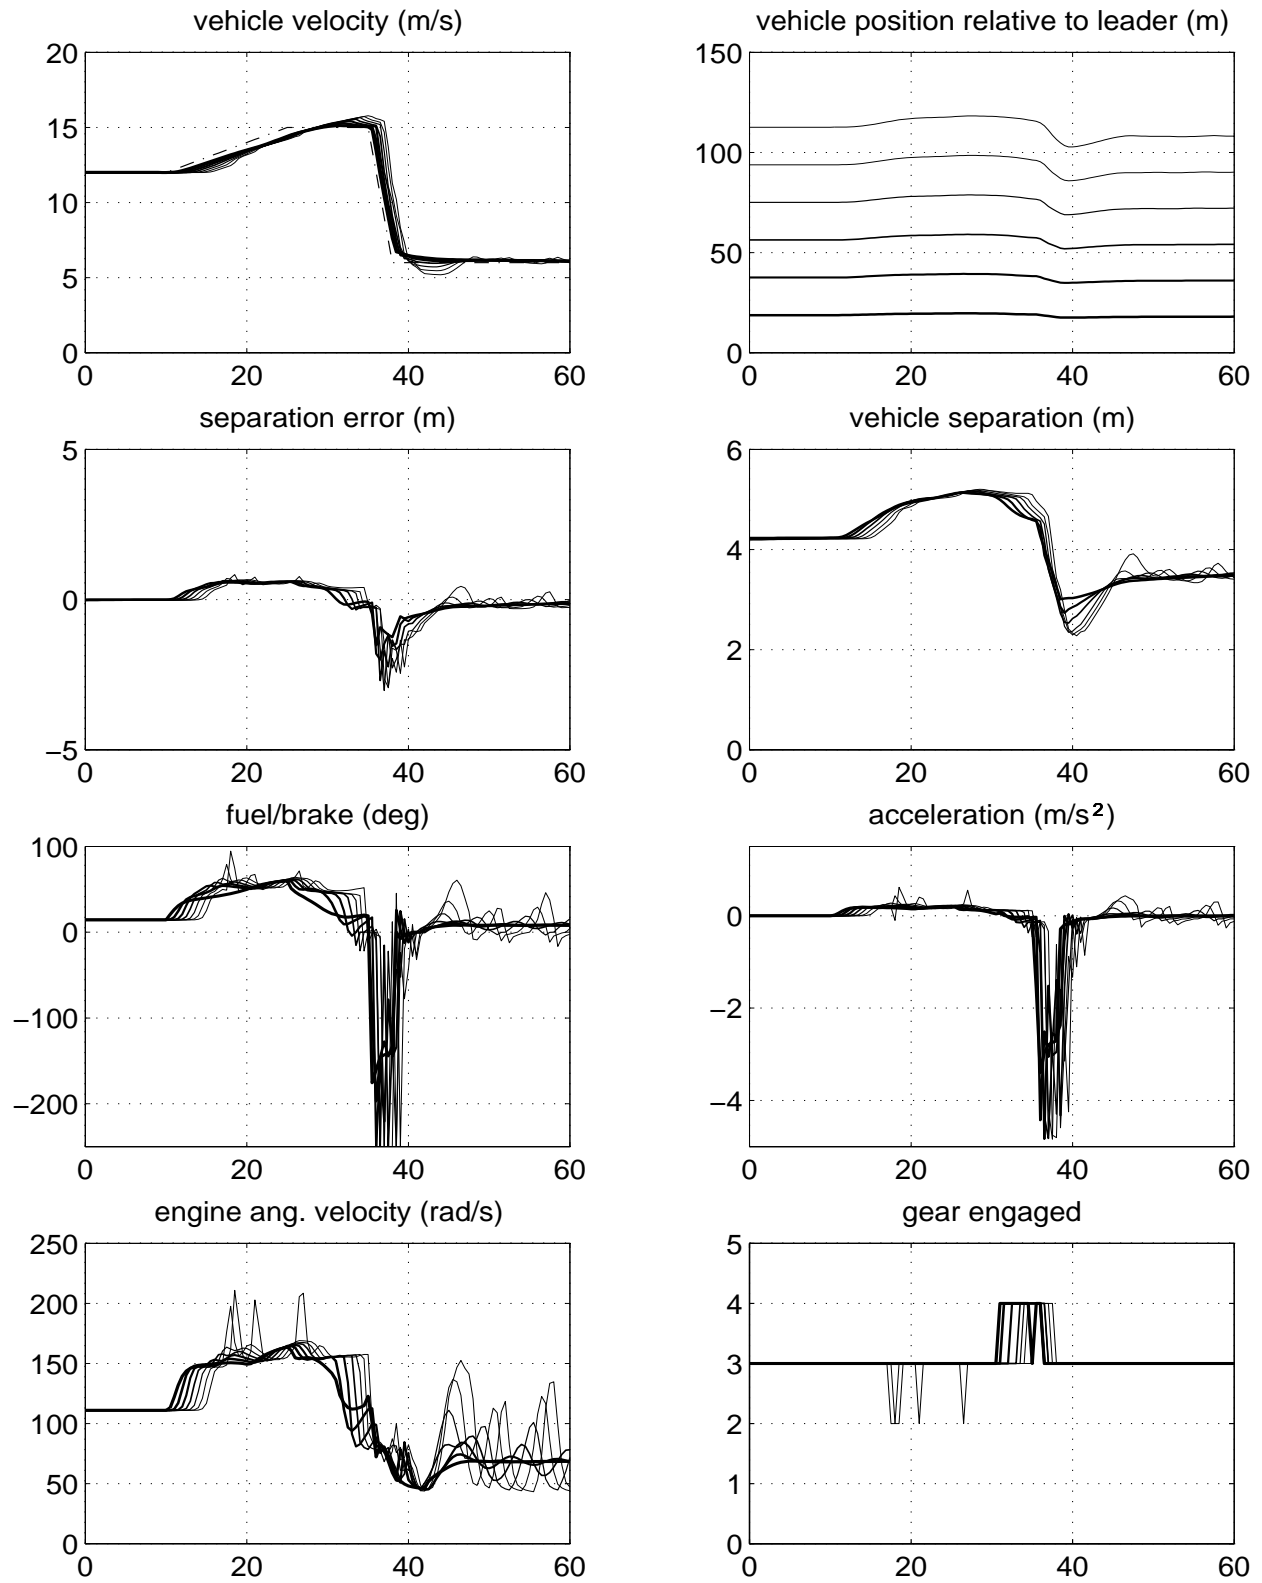 vehicle velocity (m/s)
20
15
10
5
0
0 20 40 60
vehicle position relative to leader (m)
150
100
50
0
0 20 40 60
separation error (m)
5
0
−5
0 20 40 60
vehicle separation (m)
6
4
2
0
0 20 40 60
fuel/brake (deg)
100
0
−100
−200
0 20 40 60
acceleration (m/s²)
0
−2
−4
0 20 40 60
engine ang. velocity (rad/s)
250
200
150
100
50
0
0 20 40 60
gear engaged
5
4
3
2
1
0
0 20 40 60